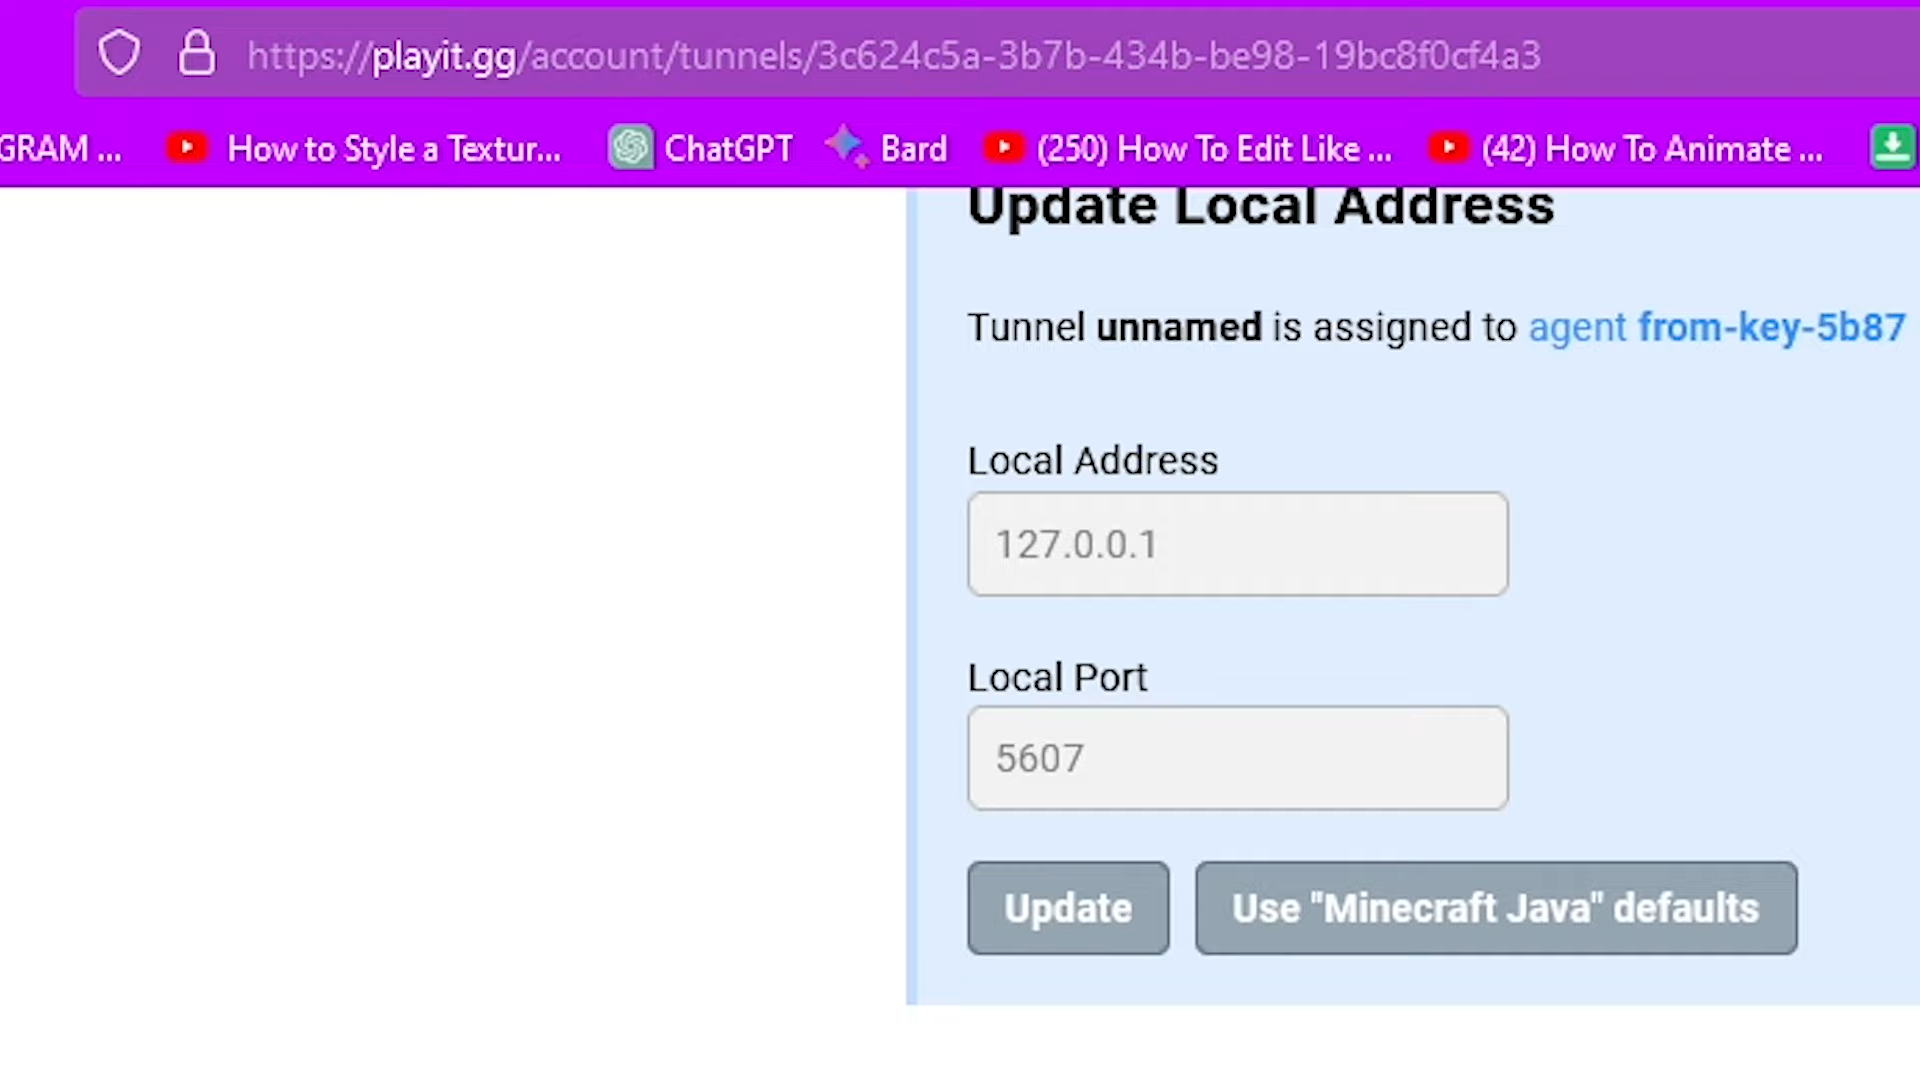 https://playit.gg/account/tunnels/3c624c5a-3b7b-434b-be98-19bc8f0cf4a3
GRAM ... How to Style a Textur... ChatGPT Bard (250) How To Edit Like ... (42) How To Animate ...
Update Local Address
Tunnel unnamed is assigned to agent from-key-5b87
Local Address
127.0.0.1
Local Port
5607
Update Use "Minecraft Java" defaults